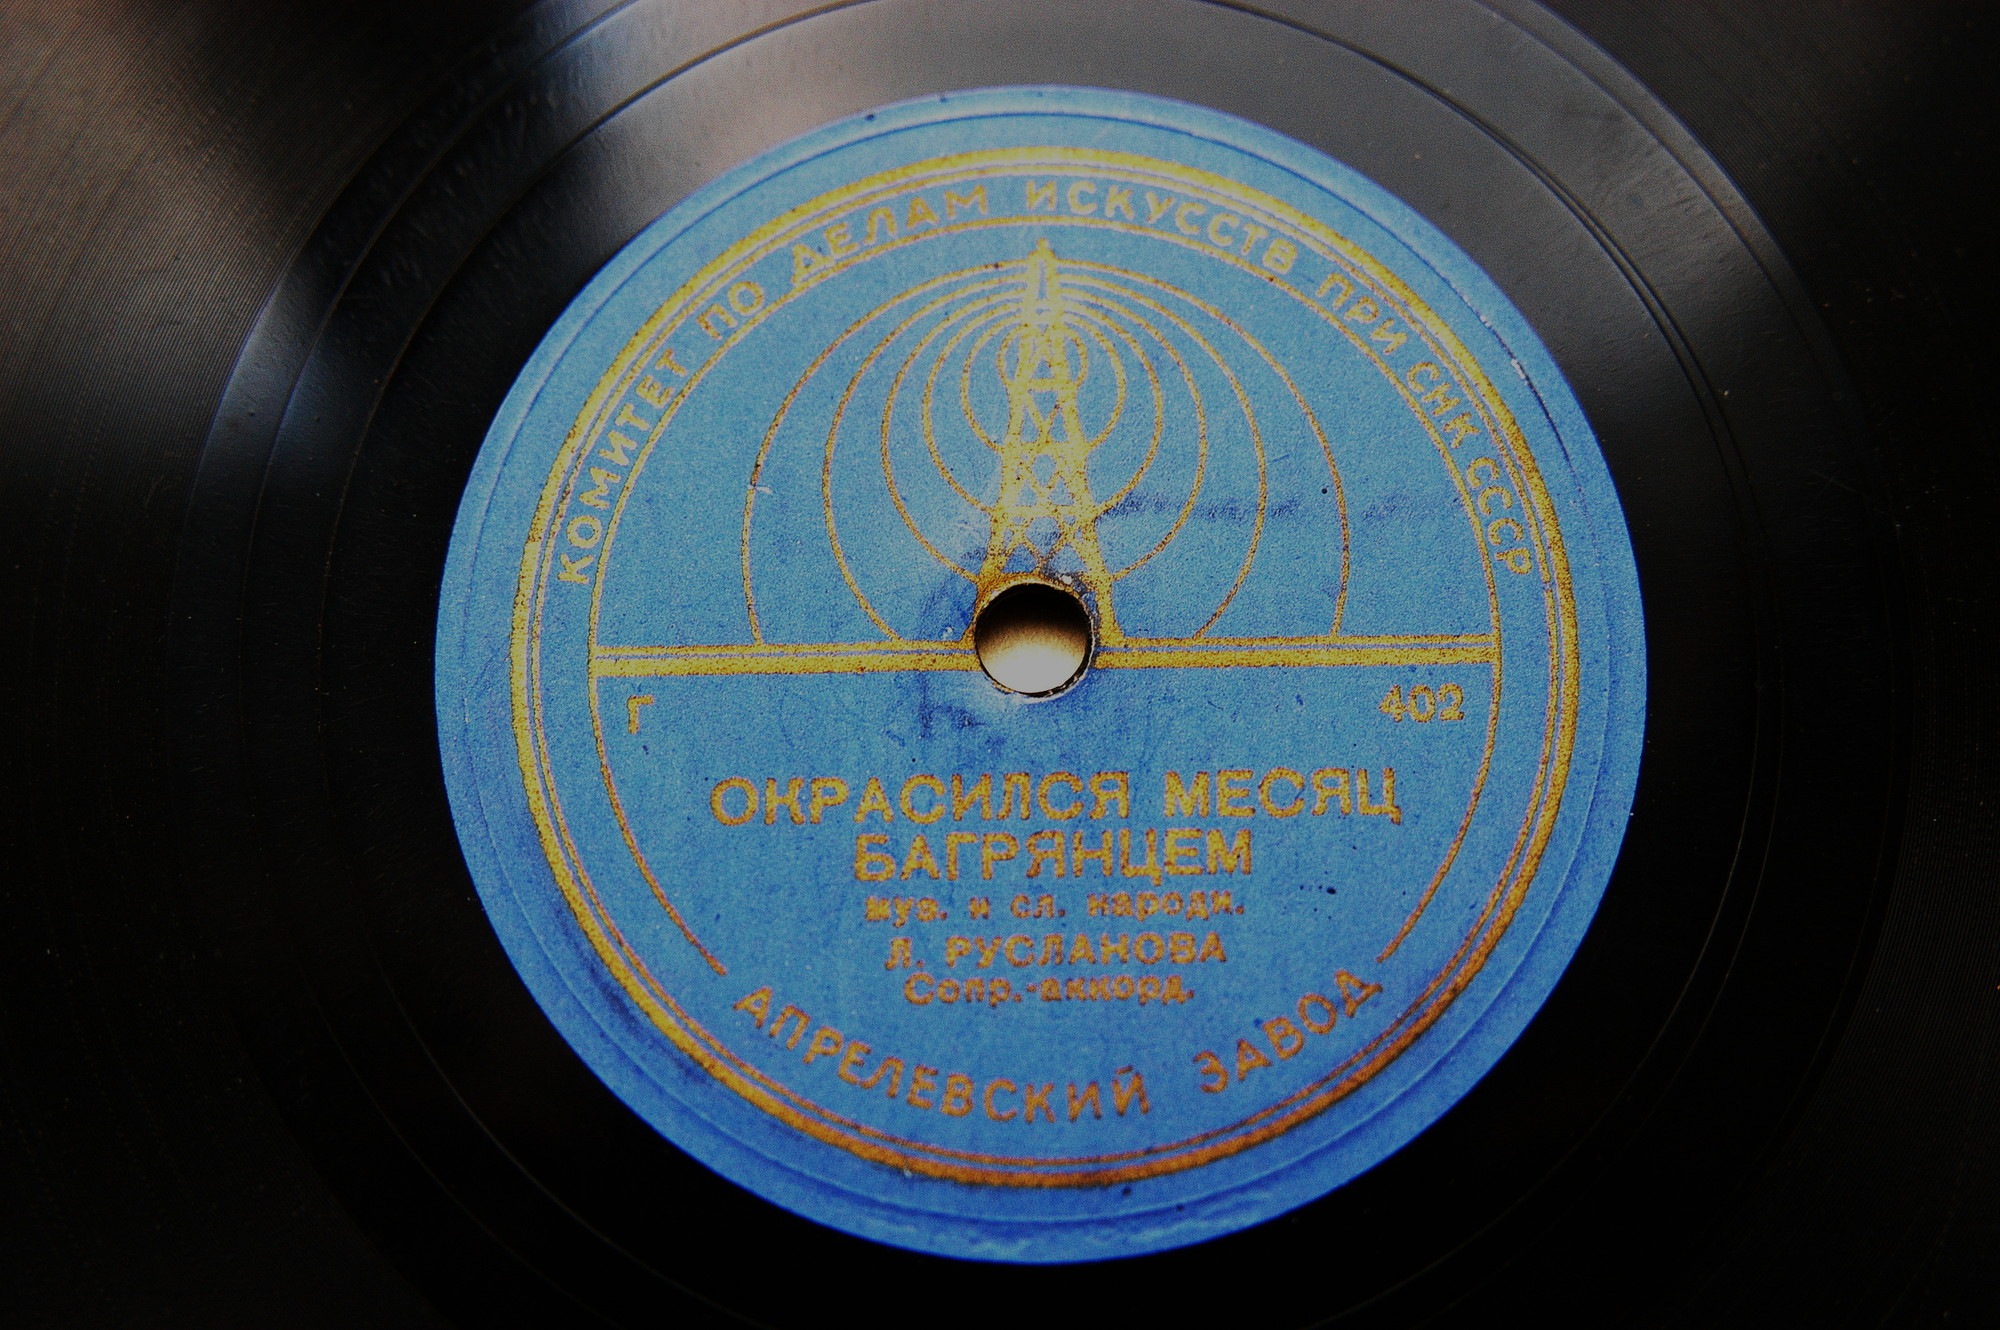 КОМИТЕТ ПО ДЕЛАМ ИСКУССТВ ПРИ СНК СССР
Г 402
ОКРАСИЛСЯ МЕСЯЦ
БАГРЯНЦЕМ
муз. и сл. народн.
Л. РУСЛАНОВА
Сопр.-аккорд.
АПРЕЛЕВСКИЙ ЗАВОД